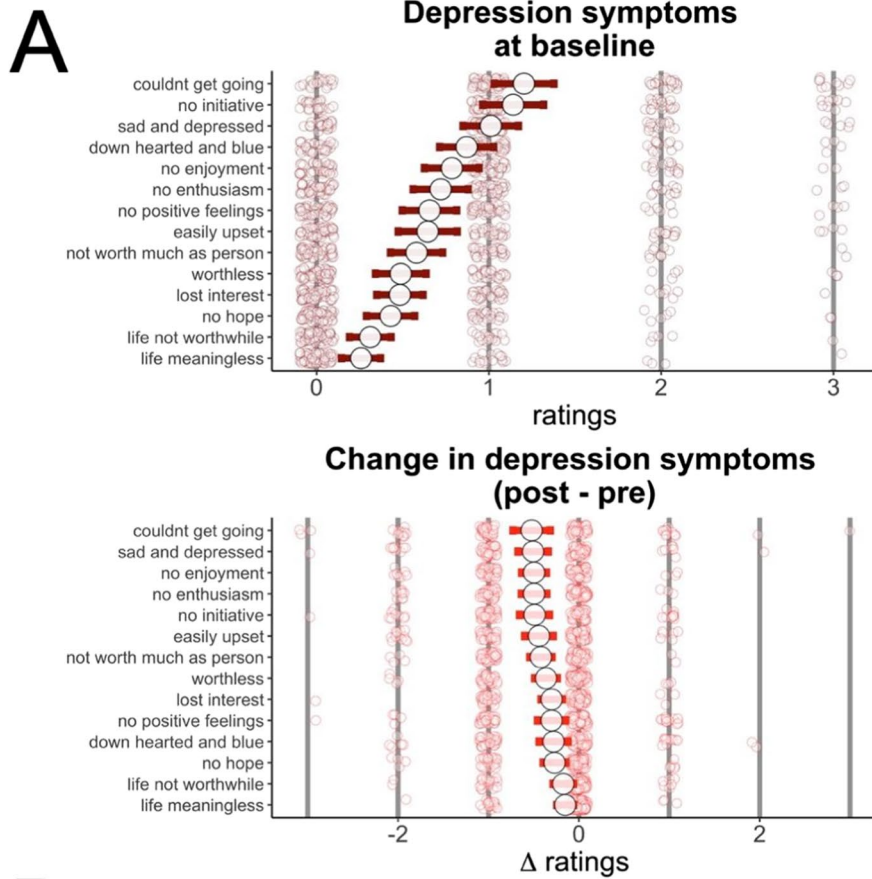 A
Depression symptoms
at baseline
couldnt get going
no initiative
sad and depressed
down hearted and blue
no enjoyment
no enthusiasm
no positive feelings
easily upset
not worth much as person
worthless
lost interest
no hope
life not worthwhile
life meaningless
0 1 2 3
ratings
Change in depression symptoms
(post - pre)
couldnt get going
sad and depressed
no enjoyment
no enthusiasm
no initiative
easily upset
not worth much as person
worthless
lost interest
no positive feelings
down hearted and blue
no hope
life not worthwhile
life meaningless
-2 0 2
Δ ratings